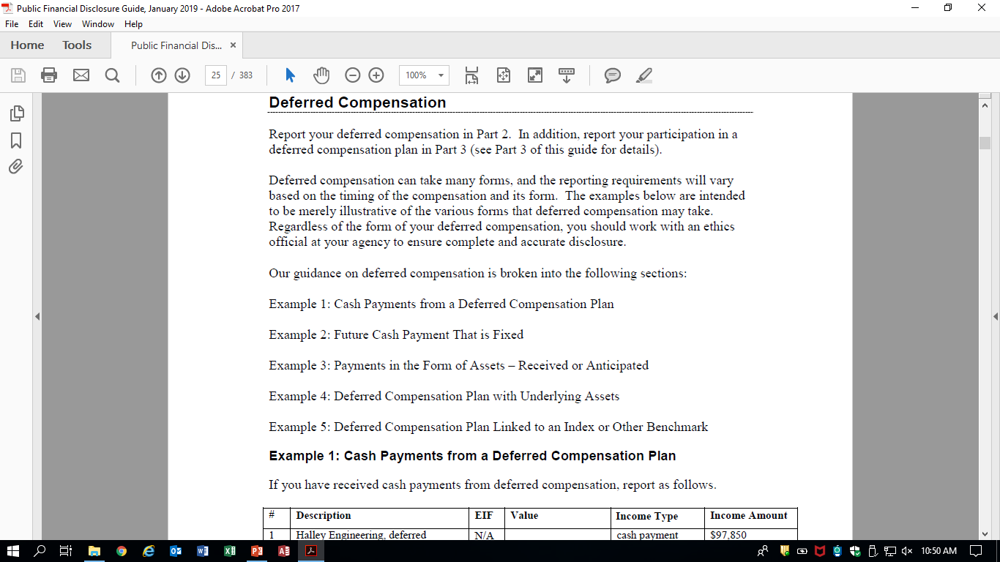 Public Financial Disclosure Guide, January 2019 - Adobe Acrobat Pro 2017
File Edit View Window Help
Home Tools Public Financial Dis... ×
25 / 383 100%
Deferred Compensation
Report your deferred compensation in Part 2. In addition, report your participation in a
deferred compensation plan in Part 3 (see Part 3 of this guide for details).
Deferred compensation can take many forms, and the reporting requirements will vary
based on the timing of the compensation and its form. The examples below are intended
to be merely illustrative of the various forms that deferred compensation may take.
Regardless of the form of your deferred compensation, you should work with an ethics
official at your agency to ensure complete and accurate disclosure.
Our guidance on deferred compensation is broken into the following sections:
Example 1: Cash Payments from a Deferred Compensation Plan
Example 2: Future Cash Payment That is Fixed
Example 3: Payments in the Form of Assets – Received or Anticipated
Example 4: Deferred Compensation Plan with Underlying Assets
Example 5: Deferred Compensation Plan Linked to an Index or Other Benchmark
Example 1: Cash Payments from a Deferred Compensation Plan
If you have received cash payments from deferred compensation, report as follows.
# Description EIF Value Income Type Income Amount
1 Halley Engineering, deferred N/A cash payment $97,850
10:50 AM